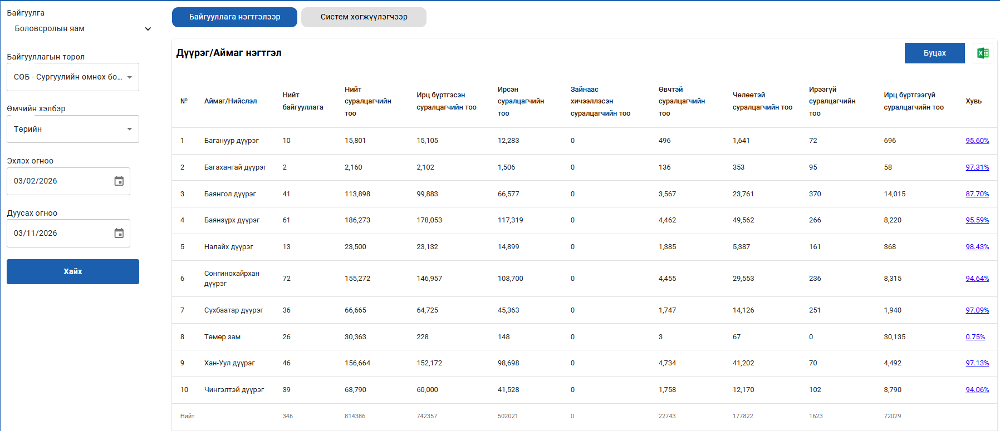 Байгуулга
Боловсролын яам
Байгууллагын төрөл
СӨБ - Сургуулийн өмнөх бо...
Өмчийн хэлбэр
Төрийн
Эхлэх огноо
03/02/2026
Дуусах огноо
03/11/2026
Хайх
Байгууллага нэгтгэлээр
Систем хөгжүүлэгчээр
Дүүрэг/Аймаг нэгтгэл
Буцах
№ Аймаг/Нийслэл Нийт байгууллага Нийт суралцагчийн тоо Ирц бүртгэсэн суралцагчийн тоо Ирсэн суралцагчийн тоо Зайнаас хичээллэсэн суралцагчийн тоо Өвчтэй суралцагчийн тоо Чөлөөтэй суралцагчийн тоо Ирээгүй суралцагчийн тоо Ирц бүртгээгүй суралцагчийн тоо Хувь
1 Багануур дүүрэг 10 15,801 15,105 12,283 0 496 1,641 72 696 95.60%
2 Багахангай дүүрэг 2 2,160 2,102 1,506 0 136 353 95 58 97.31%
3 Баянгол дүүрэг 41 113,898 99,883 66,577 0 3,567 23,761 370 14,015 87.70%
4 Баянзүрх дүүрэг 61 186,273 178,053 117,319 0 4,462 49,562 266 8,220 95.59%
5 Налайх дүүрэг 13 23,500 23,132 14,899 0 1,385 5,387 161 368 98.43%
6 Сонгинохайрхан дүүрэг 72 155,272 146,957 103,700 0 4,455 29,553 236 8,315 94.64%
7 Сүхбаатар дүүрэг 36 66,665 64,725 45,363 0 1,747 14,126 251 1,940 97.09%
8 Төмөр зам 26 30,363 228 148 0 3 67 0 30,135 0.75%
9 Хан-Уул дүүрэг 46 156,664 152,172 98,698 0 4,734 41,202 70 4,492 97.13%
10 Чингэлтэй дүүрэг 39 63,790 60,000 41,528 0 1,758 12,170 102 3,790 94.06%
Нийт 346 814386 742357 502021 0 22743 177822 1623 72029